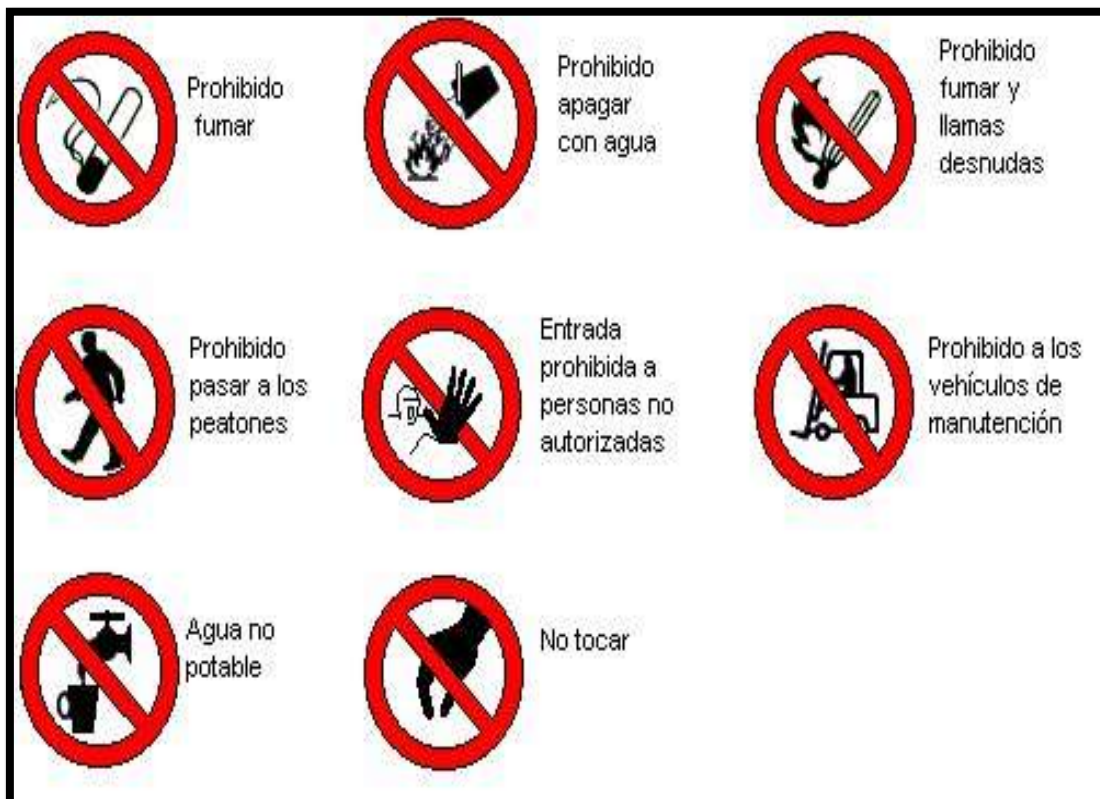 Prohibido
fumar
Prohibido
apagar
con agua
Prohibido
fumar y
llamas
desnudas
Prohibido
pasar a los
peatones
Entrada
prohibida a
personas no
autorizadas
Prohibido a los
vehículos de
manutención
Agua no
potable
No tocar